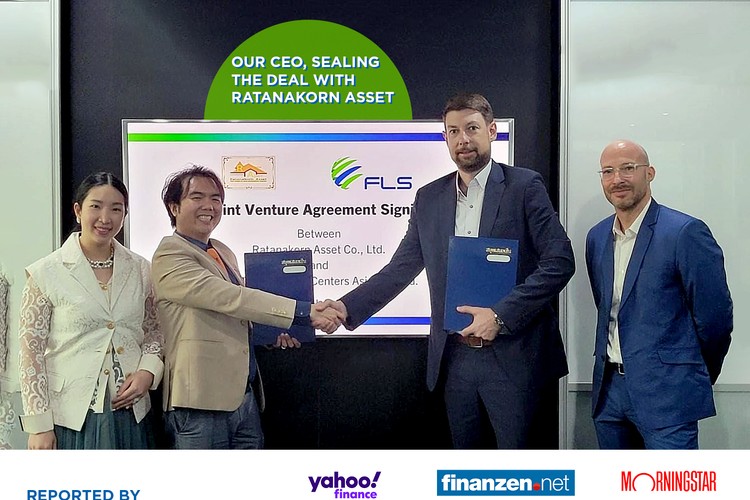 OUR CEO, SEALING
THE DEAL WITH
RATANAKORN ASSET
FLS
int Venture Agreement Signi
Between
Ratanakorn Asset Co., Ltd.
and
Centers Asi
d.
REPORTED BY
yahoo!
finance
finanzen.net
MORNINGSTAR